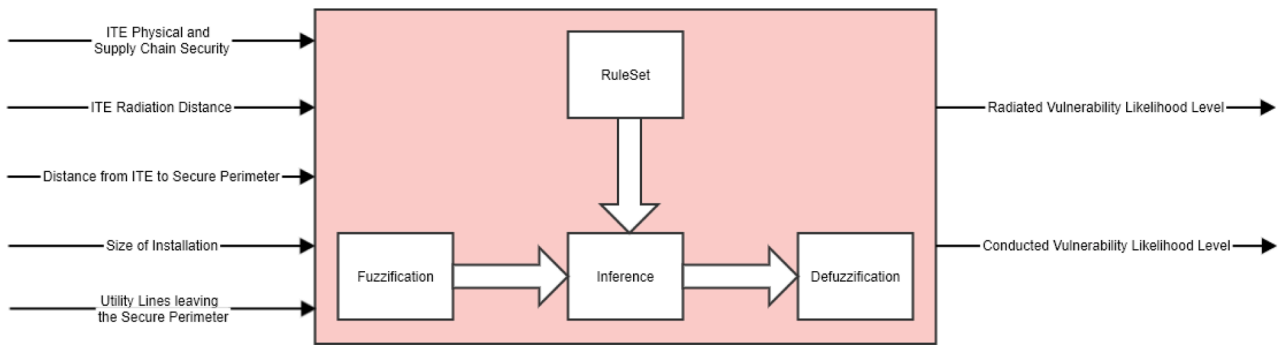 ITE Physical and
Supply Chain Security
RuleSet
ITE Radiation Distance
Radiated Vulnerability Likelihood Level
Distance from ITE to Secure Perimeter
Size of Installation
Conducted Vulnerability Likelihood Level
Fuzzification
Inference
Defuzzification
Utility Lines leaving
the Secure Perimeter